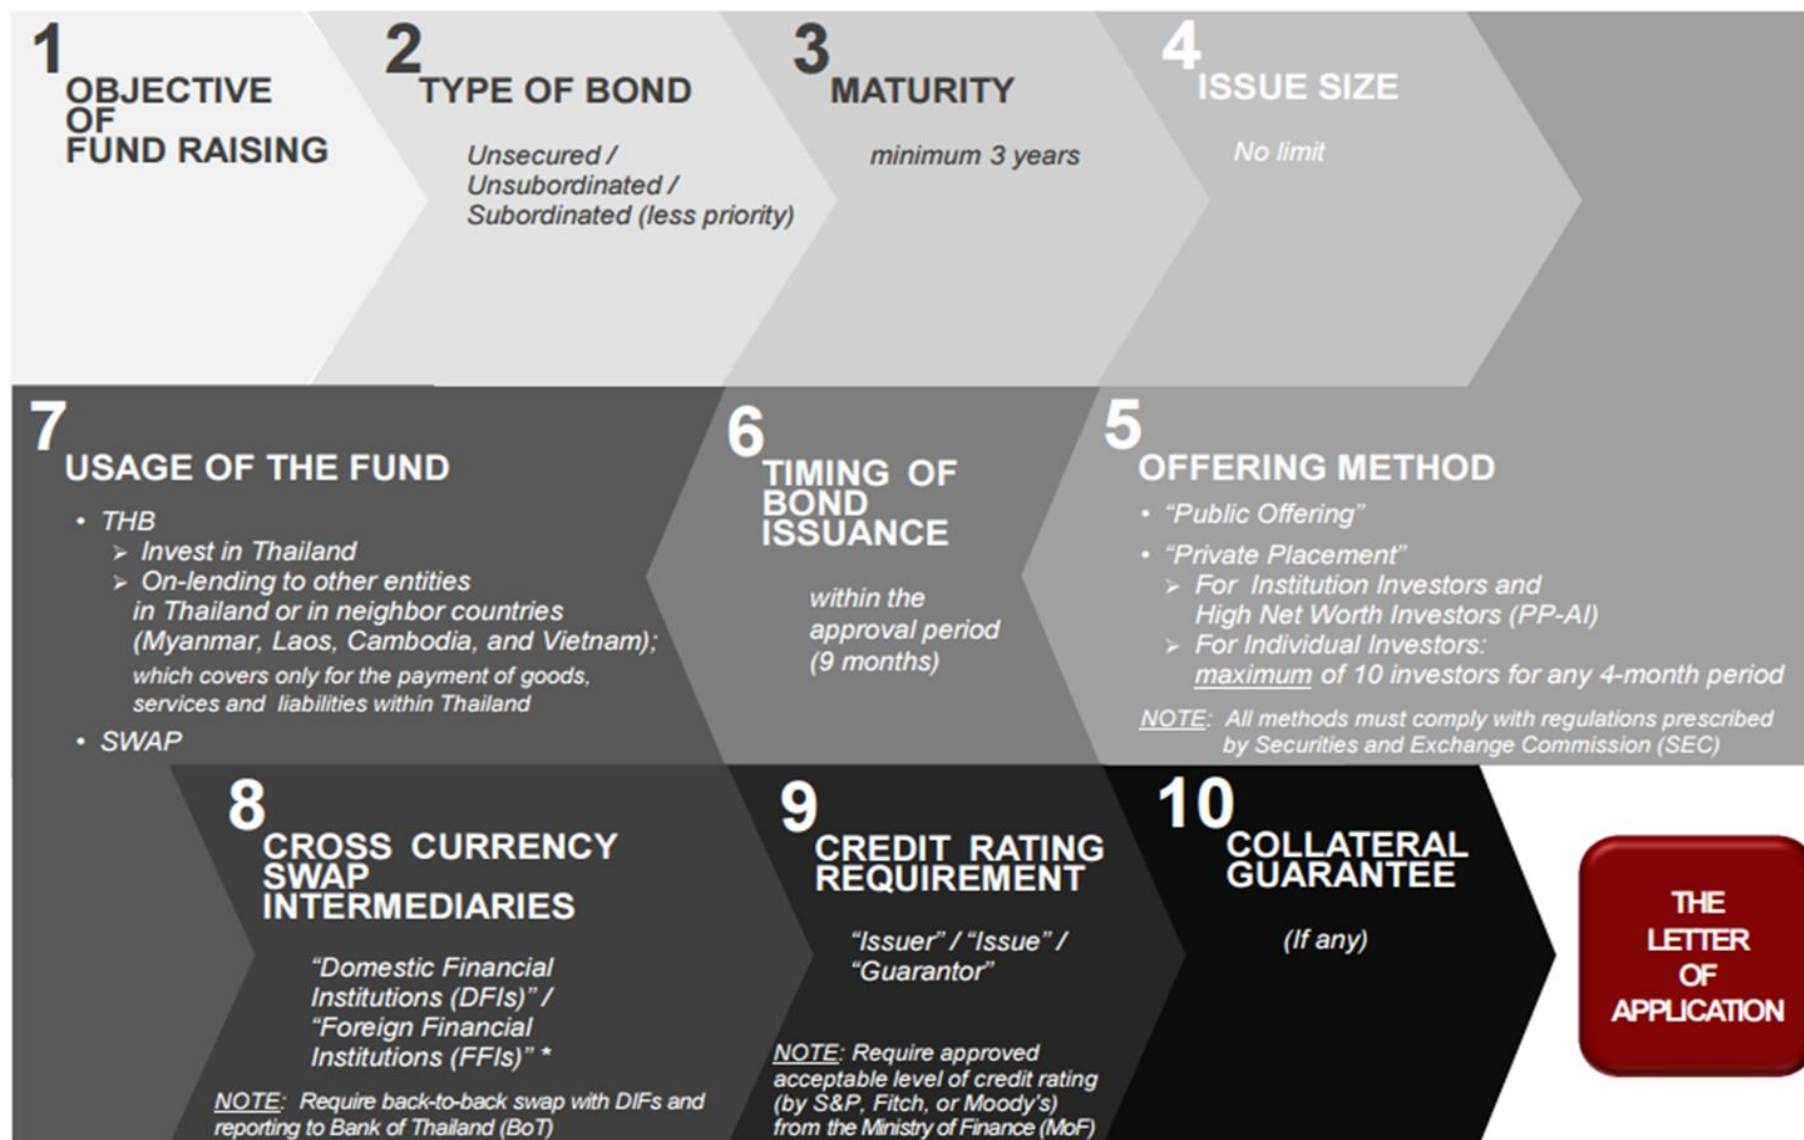 1
OBJECTIVE
OF
FUND RAISING
2
TYPE OF BOND
Unsecured /
Unsubordinated /
Subordinated (less priority)
3
MATURITY
minimum 3 years
4
ISSUE SIZE
No limit
5
OFFERING METHOD
• “Public Offering”
• “Private Placement”
➢ For Institution Investors and
High Net Worth Investors (PP-AI)
➢ For Individual Investors:
maximum of 10 investors for any 4-month period
NOTE: All methods must comply with regulations prescribed
by Securities and Exchange Commission (SEC)
6
TIMING OF
BOND
ISSUANCE
within the
approval period
(9 months)
7
USAGE OF THE FUND
• THB
➢ Invest in Thailand
➢ On-lending to other entities
in Thailand or in neighbor countries
(Myanmar, Laos, Cambodia, and Vietnam);
which covers only for the payment of goods,
services and liabilities within Thailand
• SWAP
8
CROSS CURRENCY
SWAP
INTERMEDIARIES
“Domestic Financial
Institutions (DFIs)” /
“Foreign Financial
Institutions (FFIs)” *
NOTE: Require back-to-back swap with DIFs and
reporting to Bank of Thailand (BoT)
9
CREDIT RATING
REQUIREMENT
“Issuer” / “Issue” /
“Guarantor”
NOTE: Require approved
acceptable level of credit rating
(by S&P, Fitch, or Moody’s)
from the Ministry of Finance (MoF)
10
COLLATERAL
GUARANTEE
(If any)
THE
LETTER
OF
APPLICATION